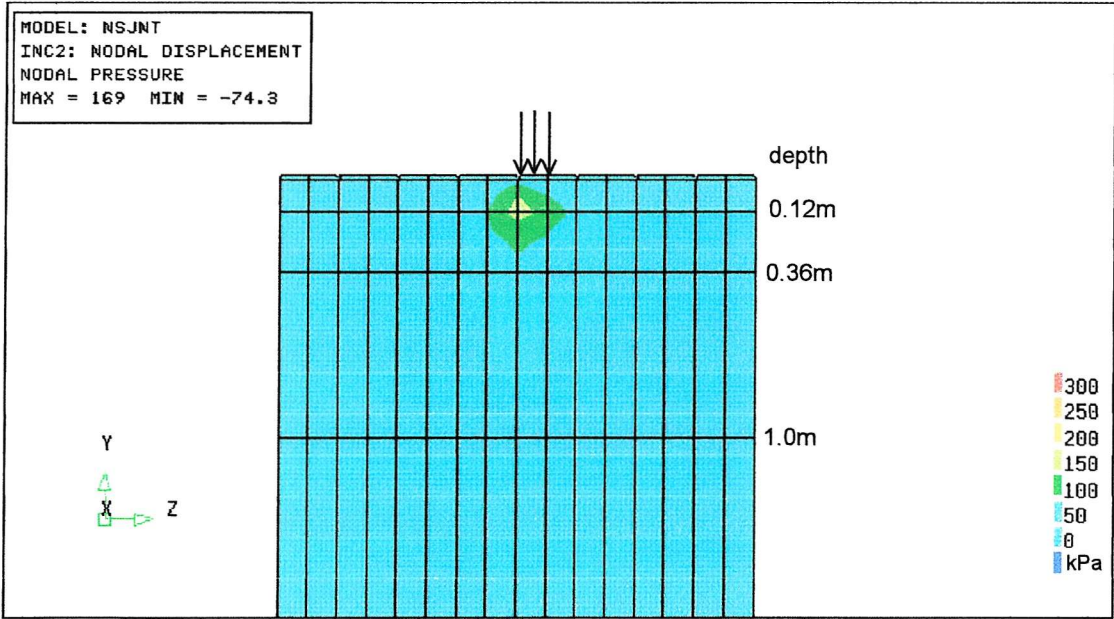 MODEL: NSJNT
INC2: NODAL DISPLACEMENT
NODAL PRESSURE
MAX = 169 MIN = -74.3
depth
0.12m
0.36m
1.0m
Y
X Z
300
250
200
150
100
50
0
kPa